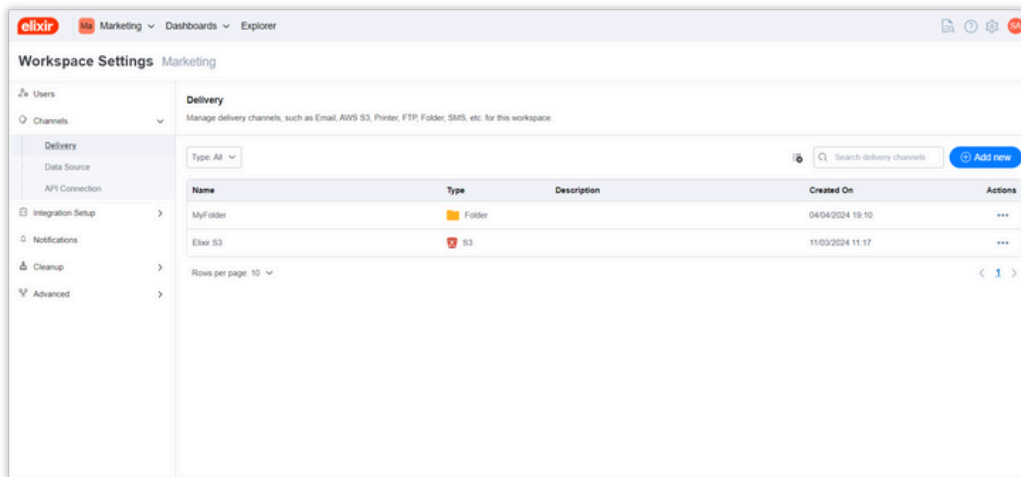 elixir Ma Marketing Dashboards Explorer SA
Workspace Settings Marketing
Users
Channels
Delivery
Data Source
API Connection
Integration Setup
Notifications
Cleanup
Advanced
Delivery
Manage delivery channels, such as Email, AWS S3, Printer, FTP, Folder, SMS, etc. for this workspace.
Type: All Search delivery channels Add new
Name Type Description Created On Actions
MyFolder Folder 04/04/2024 19:10
Elixir S3 S3 11/03/2024 11:17
Rows per page: 10 1